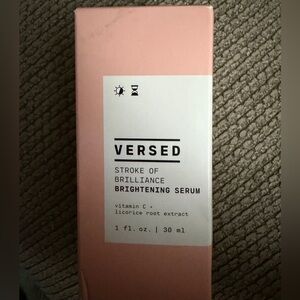 VERSED
STROKE OF
BRILLIANCE
BRIGHTENING SERUM
vitamin C +
licorice root extract
1 fl. oz. | 30 ml